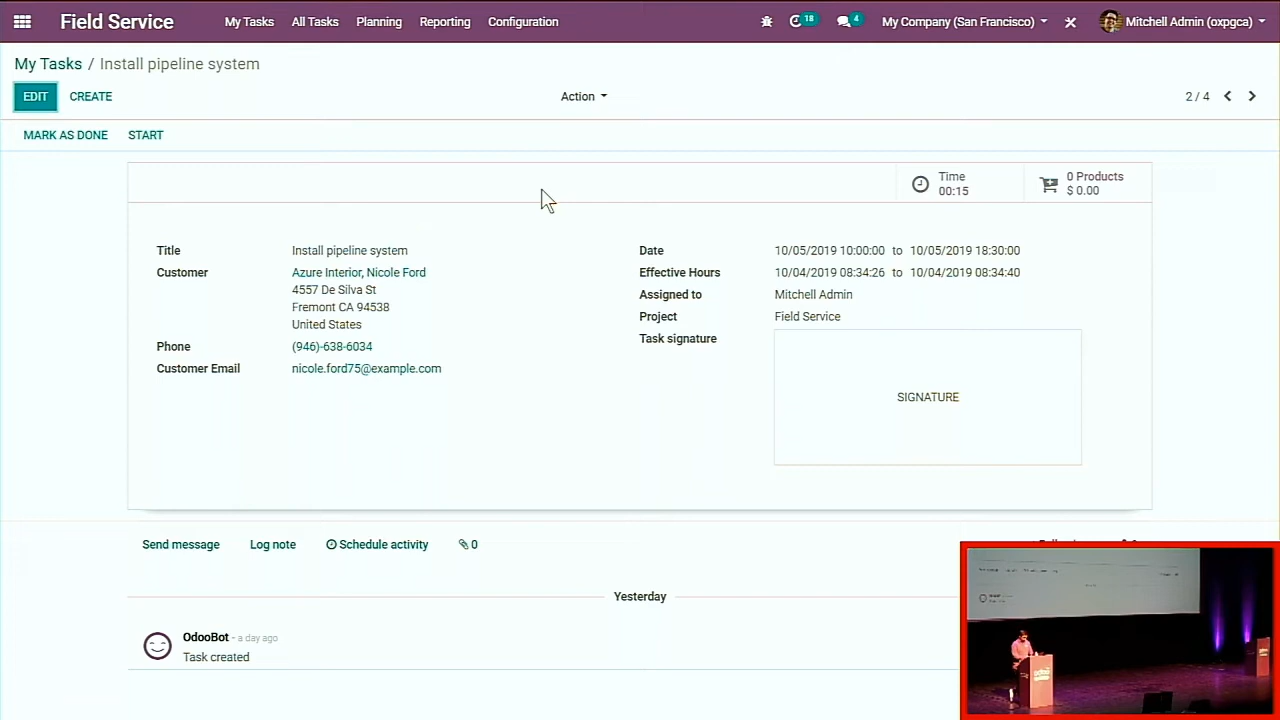 Field Service
My Tasks
All Tasks
Planning
Reporting
Configuration
18
4
My Company (San Francisco)
Mitchell Admin (oxpgca)
My Tasks / Install pipeline system
EDIT
CREATE
Action
2 / 4
MARK AS DONE
START
Time
00:15
0 Products
$ 0.00
Title
Install pipeline system
Customer
Azure Interior, Nicole Ford
4557 De Silva St
Fremont CA 94538
United States
Phone
(946)-638-6034
Customer Email
nicole.ford75@example.com
Date
10/05/2019 10:00:00 to 10/05/2019 18:30:00
Effective Hours
10/04/2019 08:34:26 to 10/04/2019 08:34:40
Assigned to
Mitchell Admin
Project
Field Service
Task signature
SIGNATURE
Send message
Log note
Schedule activity
0
Yesterday
OdooBot - a day ago
Task created